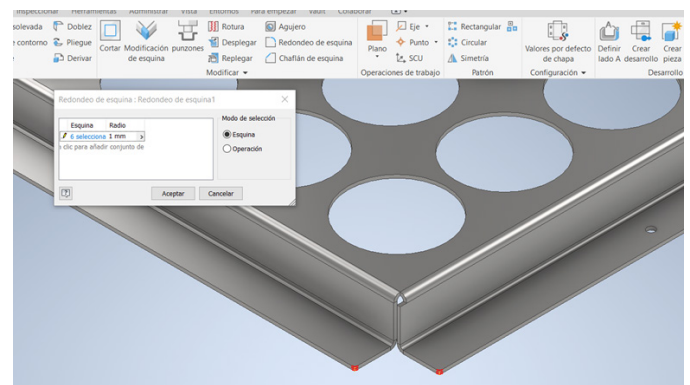 Inspeccionar Herramientas Administrar Vista Entornos Para empezar Vault Colaborar
solevada Doblez Rotura Agujero Eje Rectangular
contorno Pliegue Desplegar Redondeo de esquina Punto Circular
Derivar Replegar Chaflán de esquina SCU Simetría
Cortar Modificación punzones Plano Valores por defecto Definir Crear Crear
de esquina de chapa lado A desarrollo pieza
Modificar Operaciones de trabajo Patrón Configuración Desarrollo
Redondeo de esquina : Redondeo de esquina1
Esquina Radio Modo de selección
6 selecciona 1 mm Esquina
clic para añadir conjunto de Operación
Aceptar Cancelar